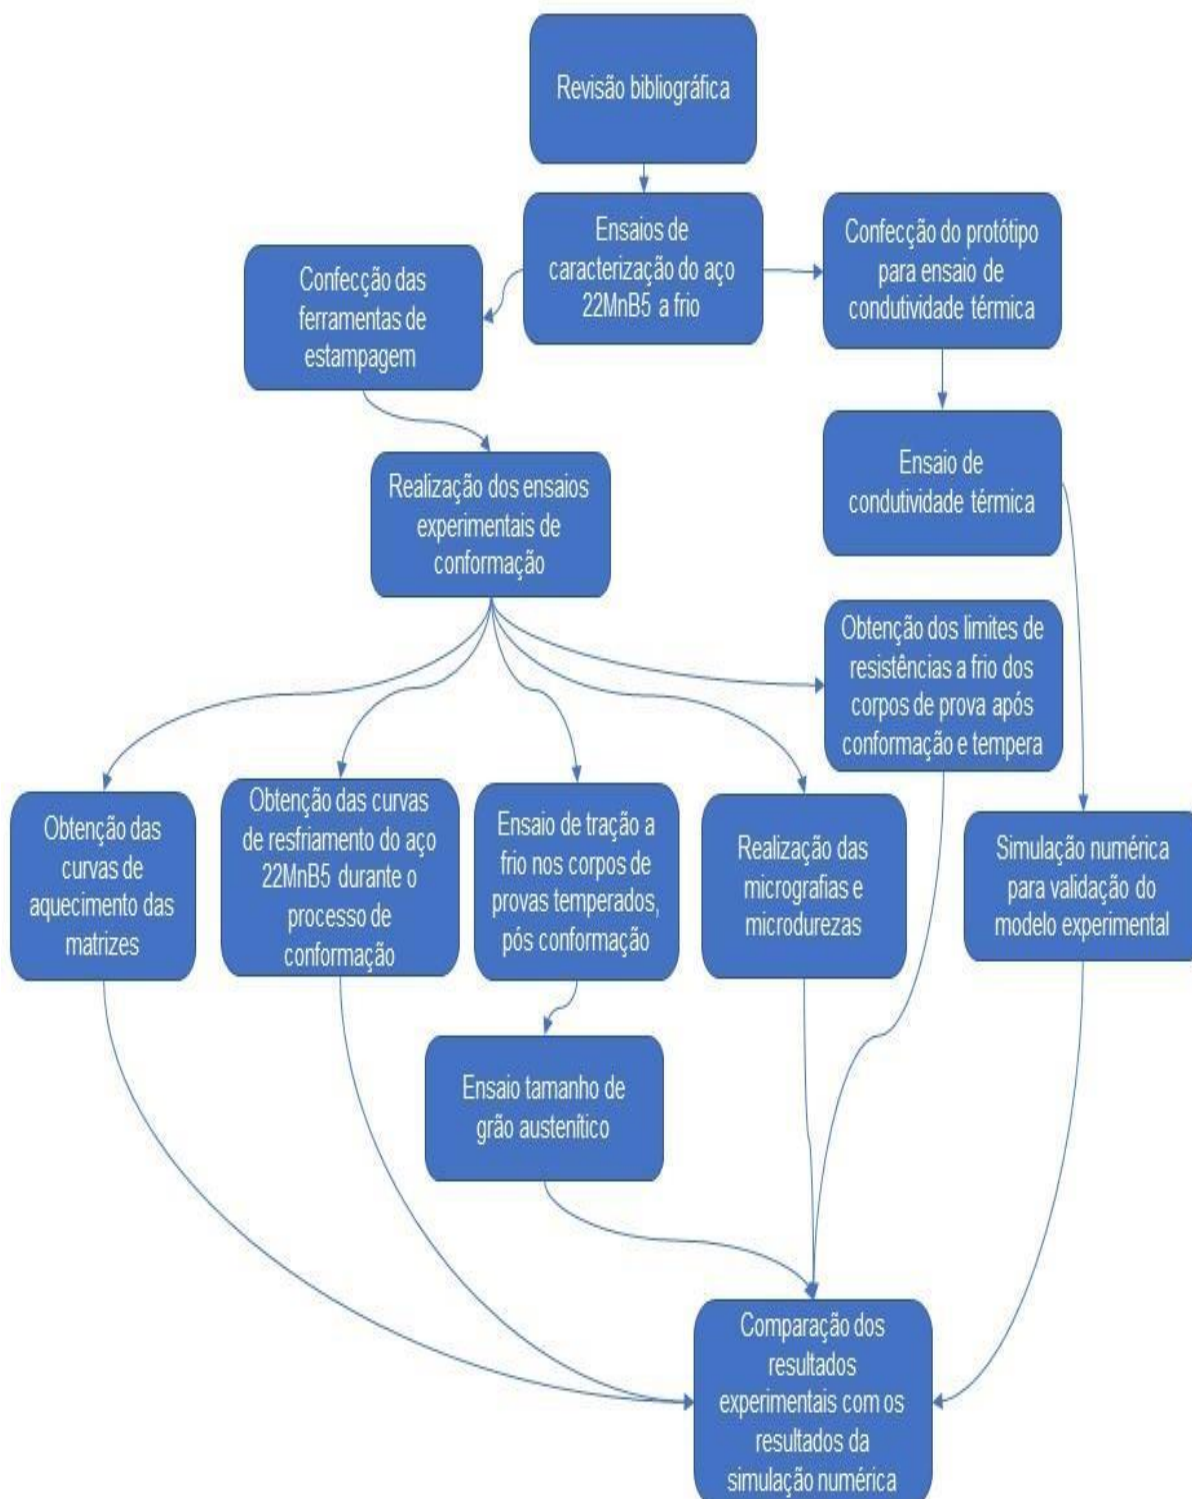 Revisão bibliográfica
Ensaios de
caracterização do aço
22MnB5 a frio
Confecção do protótipo
para ensaio de
condutividade térmica
Confecção das
ferramentas de
estampagem
Ensaio de
condutividade térmica
Realização dos ensaios
experimentais de
conformação
Obtenção dos limites de
resistências a frio dos
corpos de prova após
conformação e tempera
Obtenção das
curvas de
aquecimento das
matrizes
Obtenção das curvas
de resfriamento do aço
22MnB5 durante o
processo de
conformação
Ensaio de tração a
frio nos corpos de
provas temperados,
pós conformação
Realização das
micrografias e
microdurezas
Simulação numérica
para validação do
modelo experimental
Ensaio tamanho de
grão austenítico
Comparação dos
resultados
experimentais com os
resultados da
simulação numérica